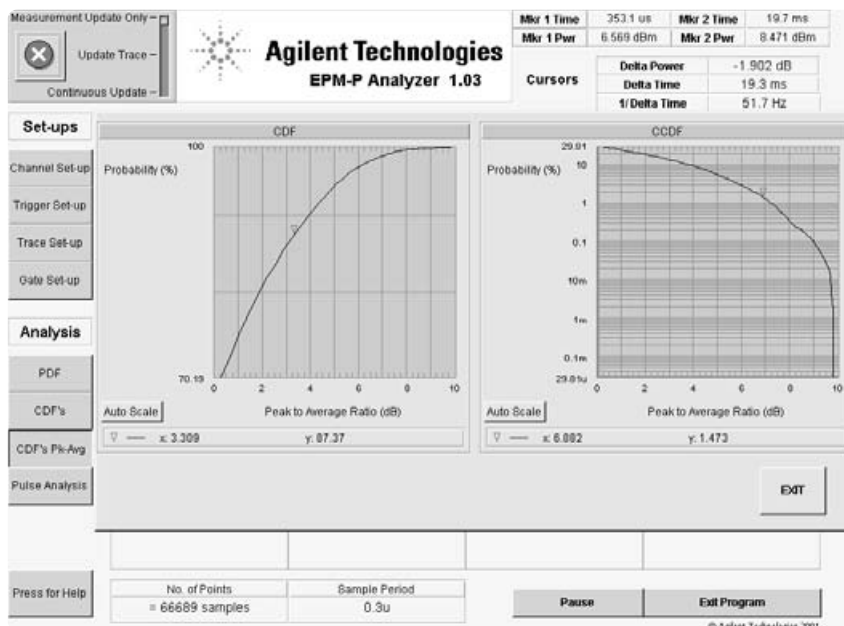 Measurement Update Only –
Update Trace –
Continuous Update –
Agilent Technologies
EPM-P Analyzer 1.03
Mkr 1 Time 353.1 us Mkr 2 Time 19.7 ms
Mkr 1 Pwr 6.569 dBm Mkr 2 Pwr 8.471 dBm
Cursors
Delta Power -1.902 dB
Delta Time 19.3 ms
1/Delta Time 51.7 Hz
Set-ups
Channel Set-up
Trigger Set-up
Trace Set-up
Gate Set-up
Analysis
PDF
CDF's
CDF's Pk-Avg
Pulse Analysis
CDF
100
Probability (%)
70.19
0 2 4 6 8 10
Auto Scale
Peak to Average Ratio (dB)
x: 3.309 y: 87.37
CCDF
29.81
Probability (%)
10
1
0.1
10m
1m
0.1m
29.81u
0 2 4 6 8 10
Auto Scale
Peak to Average Ratio (dB)
x: 6.882 y: 1.473
EXIT
Press for Help
No. of Points
= 66689 samples
Sample Period
0.3u
Pause
Exit Program
© Agilent Technologies 2001